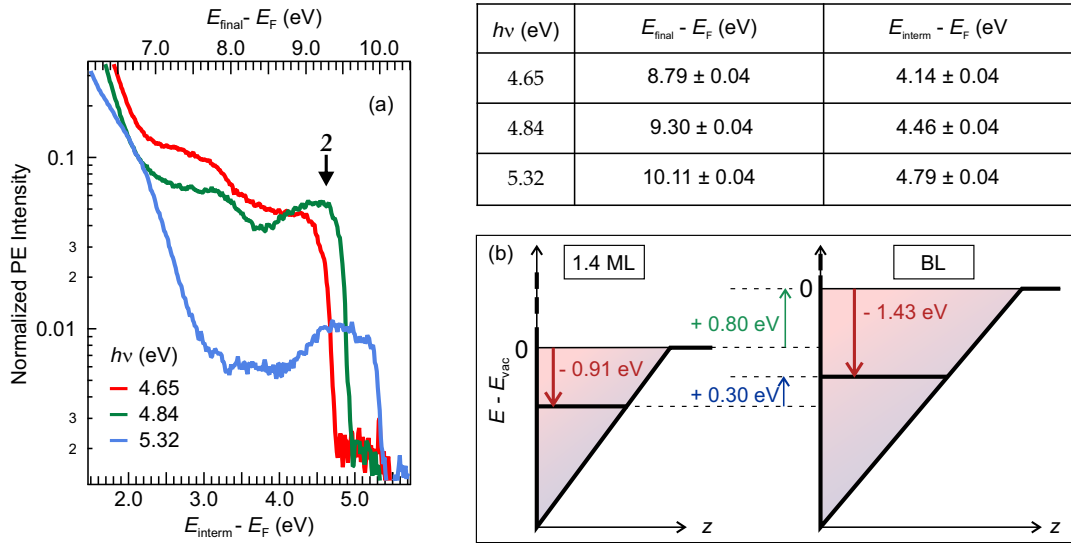 E_final - E_F (eV)
7.0 8.0 9.0 10.0
(a)
2
Normalized PE Intensity
2
0.1
3
2
0.01
3
2
hν (eV)
4.65
4.84
5.32
2.0 3.0 4.0 5.0
E_interm - E_F (eV)
hν (eV) E_final - E_F (eV) E_interm - E_F (eV
4.65 8.79 ± 0.04 4.14 ± 0.04
4.84 9.30 ± 0.04 4.46 ± 0.04
5.32 10.11 ± 0.04 4.79 ± 0.04
(b) 1.4 ML BL
0
+ 0.80 eV
- 1.43 eV
0
- 0.91 eV
+ 0.30 eV
E - E_vac
z z